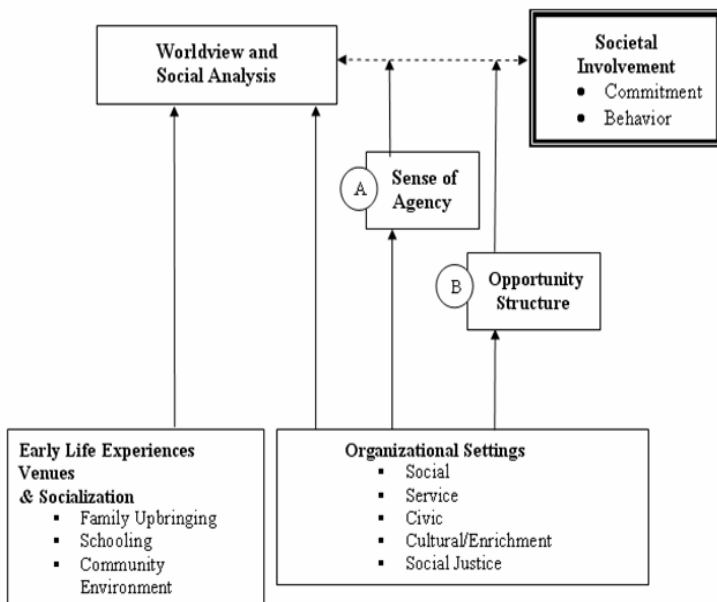 Worldview and
Social Analysis
Societal
Involvement
● Commitment
● Behavior
A
Sense of
Agency
B
Opportunity
Structure
Early Life Experiences
Venues
& Socialization
▪ Family Upbringing
▪ Schooling
▪ Community
Environment
Organizational Settings
▪ Social
▪ Service
▪ Civic
▪ Cultural/Enrichment
▪ Social Justice